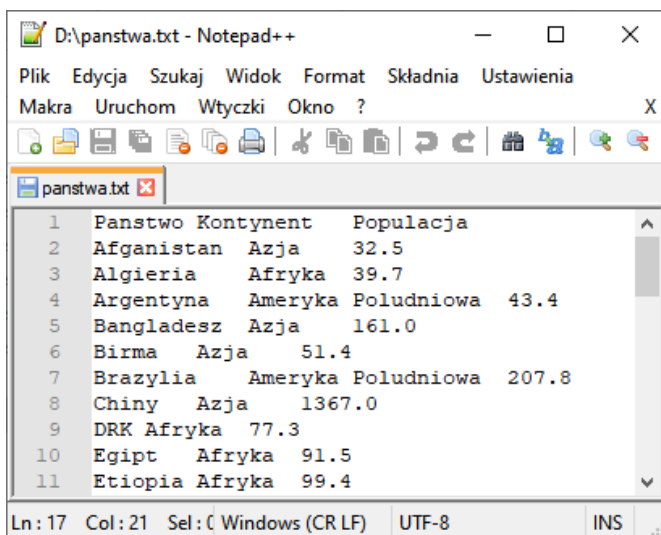 D:\panstwa.txt - Notepad++
Plik Edycja Szukaj Widok Format Składnia Ustawienia
Makra Uruchom Wtyczki Okno ? X
panstwa.txt
1 Panstwo Kontynent Populacja
2 Afganistan Azja 32.5
3 Algieria Afryka 39.7
4 Argentyna Ameryka Poludniowa 43.4
5 Bangladesz Azja 161.0
6 Birma Azja 51.4
7 Brazylia Ameryka Poludniowa 207.8
8 Chiny Azja 1367.0
9 DRK Afryka 77.3
10 Egipt Afryka 91.5
11 Etiopia Afryka 99.4
Ln : 17 Col : 21 Sel : Windows (CR LF) UTF-8 INS